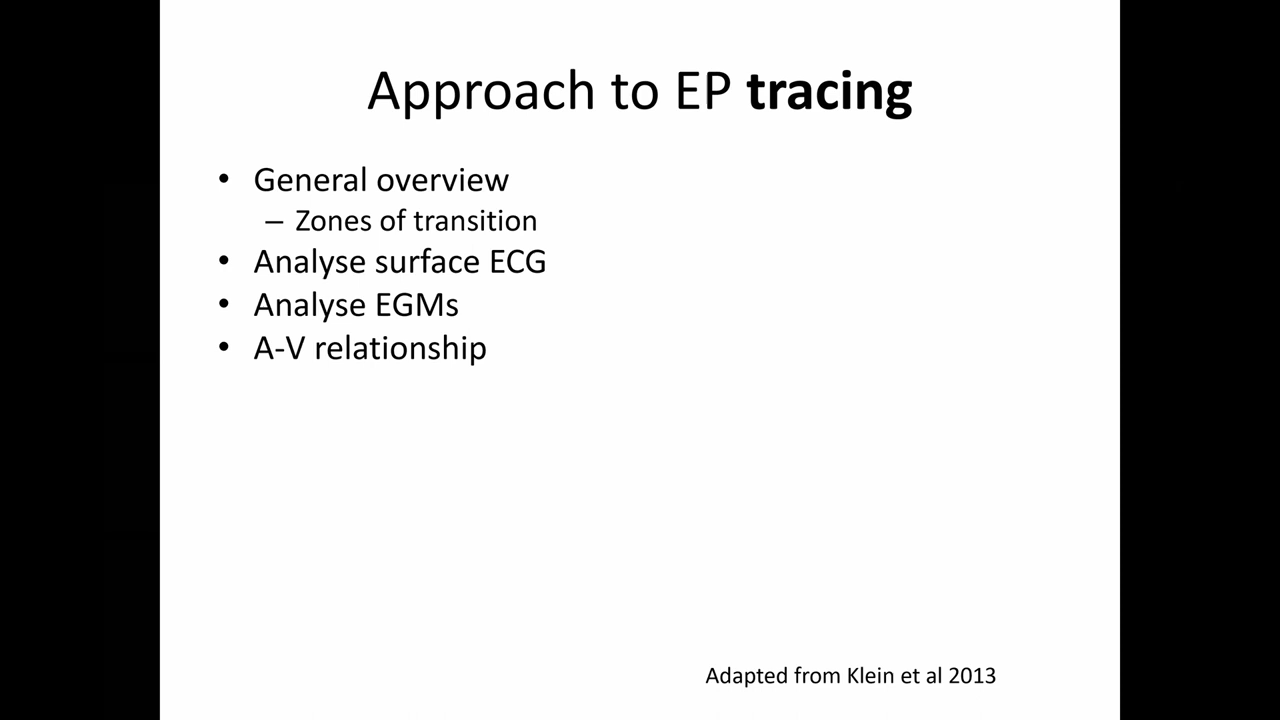 Approach to EP tracing
• General overview
– Zones of transition
• Analyse surface ECG
• Analyse EGMs
• A-V relationship
Adapted from Klein et al 2013